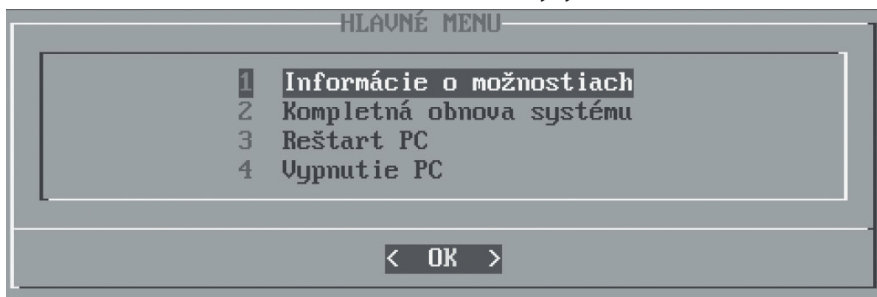 HLAVNÉ MENU
1 Informácie o možnostiach
2 Kompletná obnova systému
3 Reštart PC
4 Vypnutie PC
< OK >